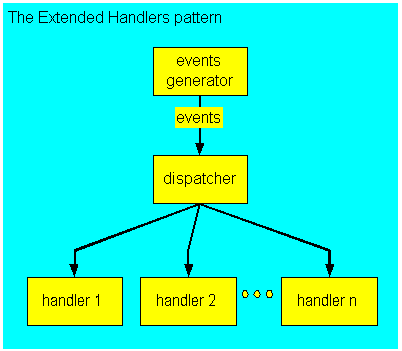 The Extended Handlers pattern
events
generator
events
dispatcher
handler 1
handler 2
handler n